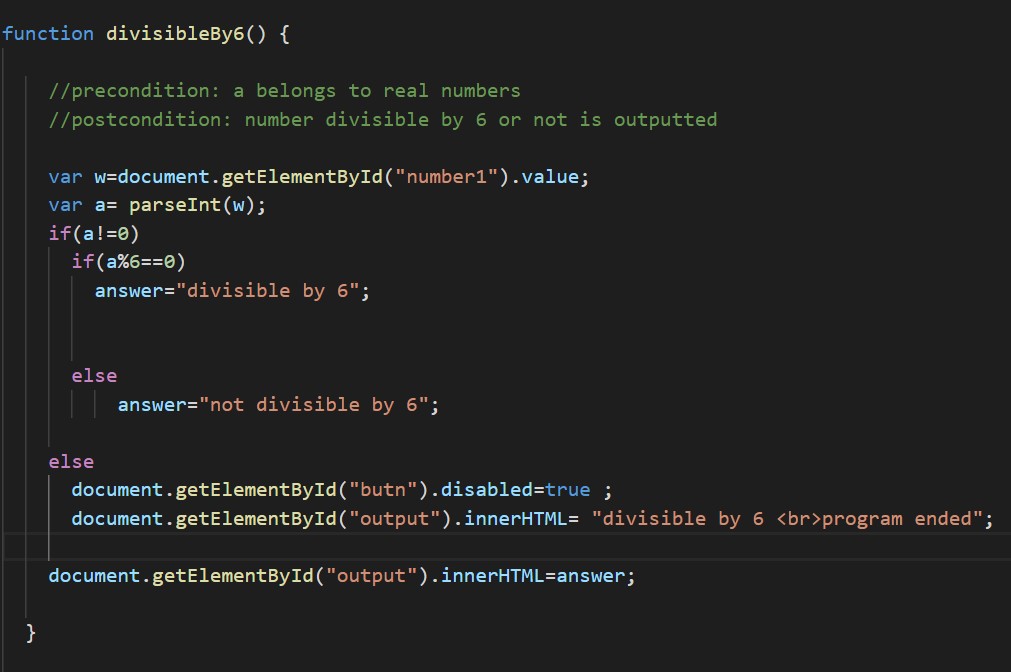 function divisibleBy6() {
//precondition: a belongs to real numbers
//postcondition: number divisible by 6 or not is outputted
var w=document.getElementById("number1").value;
var a= parseInt(w);
if(a!=0)
if(a%6==0)
answer="divisible by 6";
else
answer="not divisible by 6";
else
document.getElementById("butn").disabled=true ;
document.getElementById("output").innerHTML= "divisible by 6 <br>program ended";
document.getElementById("output").innerHTML=answer;
}